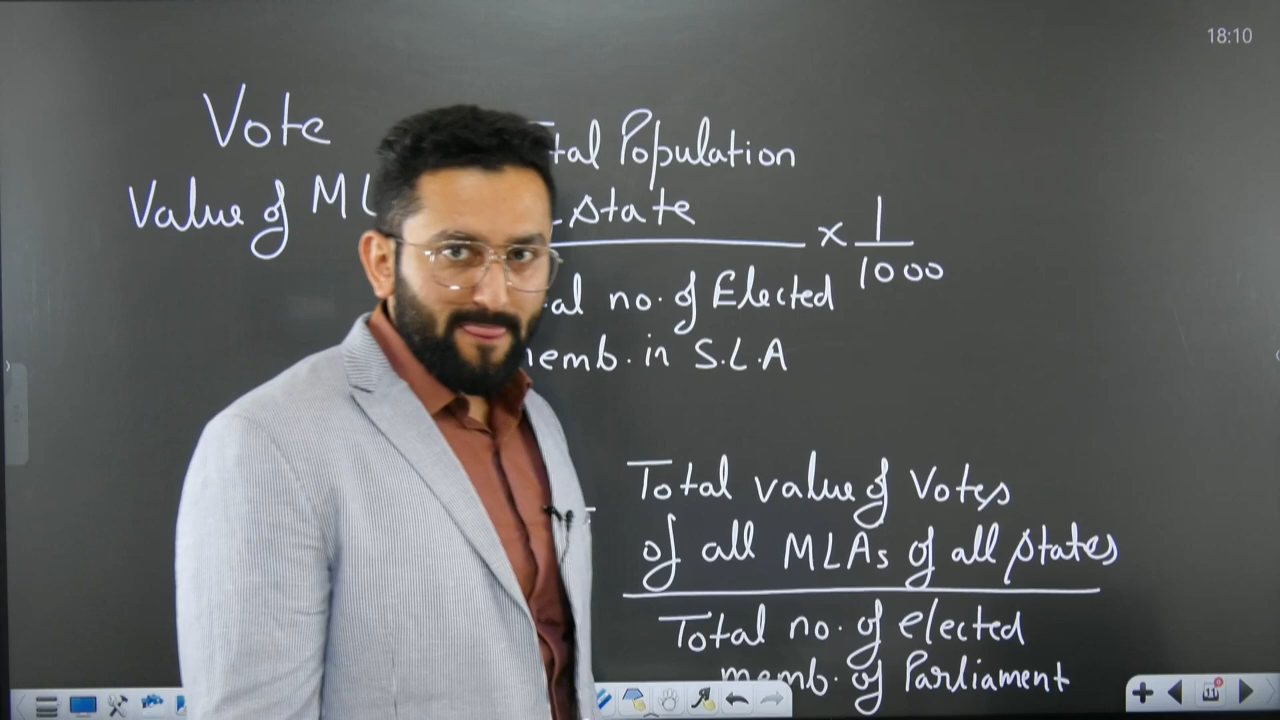 18:10
Vote
Value of ML
tal Population
state
× 1
1000
al no. of Elected
memb. in S.L.A
Total value of Votes
of all MLAs of all states
Total no. of elected
memb. of Parliament